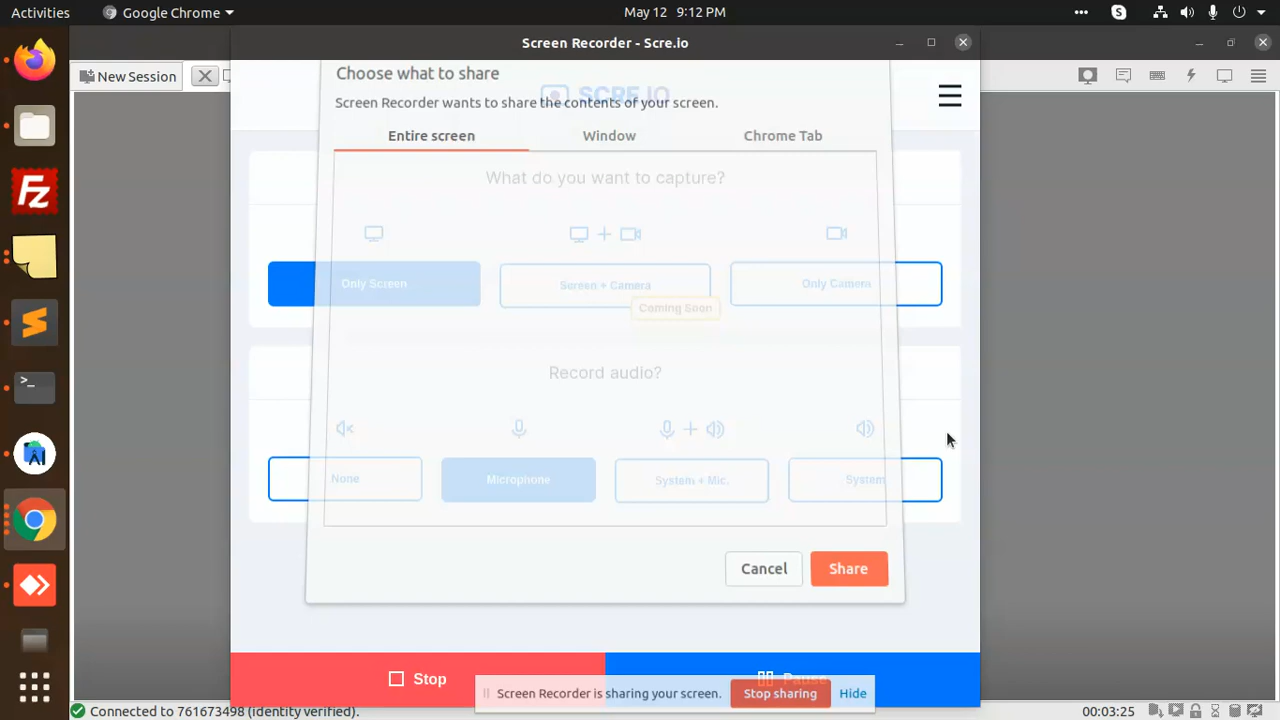 Activities
Google Chrome
May 12 9:12 PM
Screen Recorder - Scre.io
New Session
Choose what to share
SCRE.IO
Screen Recorder wants to share the contents of your screen.
Entire screen
Window
Chrome Tab
What do you want to capture?
Only Screen
Screen + Camera
Only Camera
Coming Soon
Record audio?
None
Microphone
System + Mic.
System
Cancel
Share
Stop
Pause
Screen Recorder is sharing your screen.
Stop sharing
Hide
Connected to 761673498 (identity verified).
00:03:25